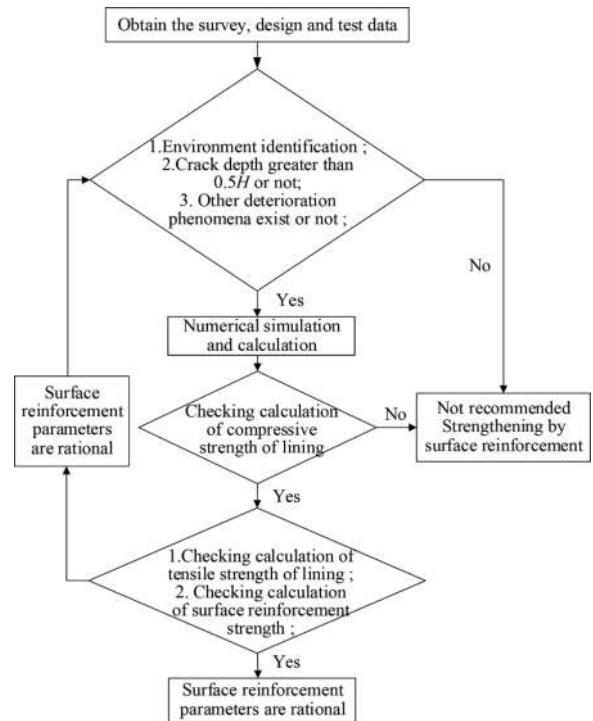 Obtain the survey, design and test data
1.Environment identification ;
2.Crack depth greater than
0.5H or not;
3. Other deterioration
phenomena exist or not ;
No
Yes
Numerical simulation
and calculation
Surface
reinforcement
parameters
are rational
Checking calculation
of compressive
strength of lining
No
Not recommended
Strengthening by
surface reinforcement
Yes
1.Checking calculation of
tensile strength of lining ;
2. Checking calculation
of surface reinforcement
strength ;
Yes
Surface reinforcement
parameters are rational